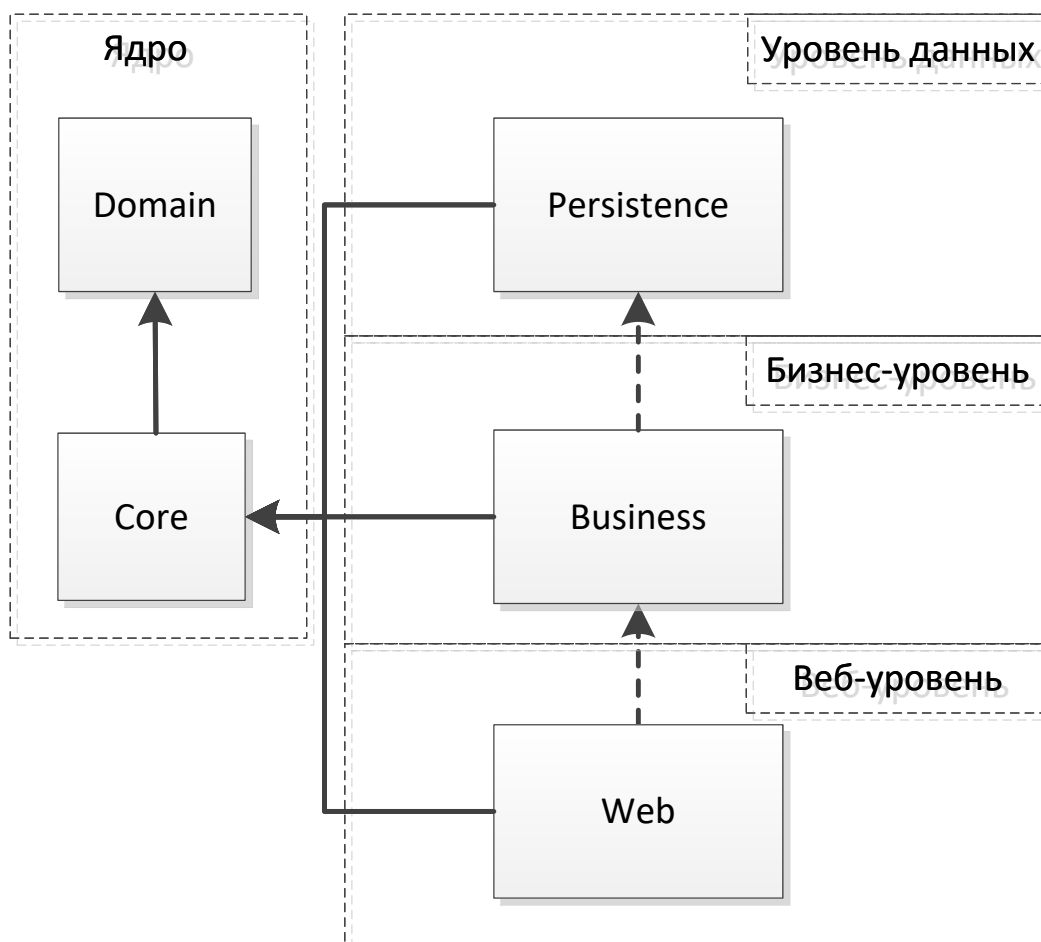 Ядро
Уровень данных
Domain
Persistence
Бизнес-уровень
Core
Business
Веб-уровень
Web